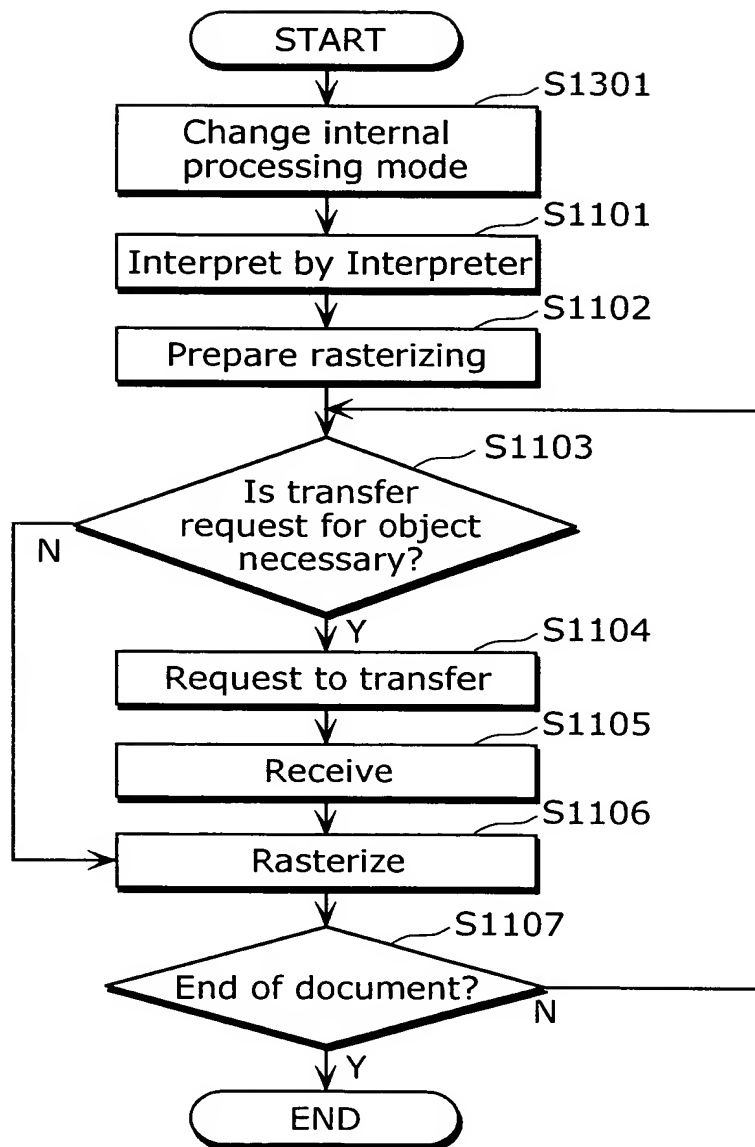 START
S1301
Change internal
processing mode
S1101
Interpret by Interpreter
S1102
Prepare rasterizing
S1103
Is transfer
request for object
necessary?
N
Y
S1104
Request to transfer
S1105
Receive
S1106
Rasterize
S1107
End of document?
N
Y
END